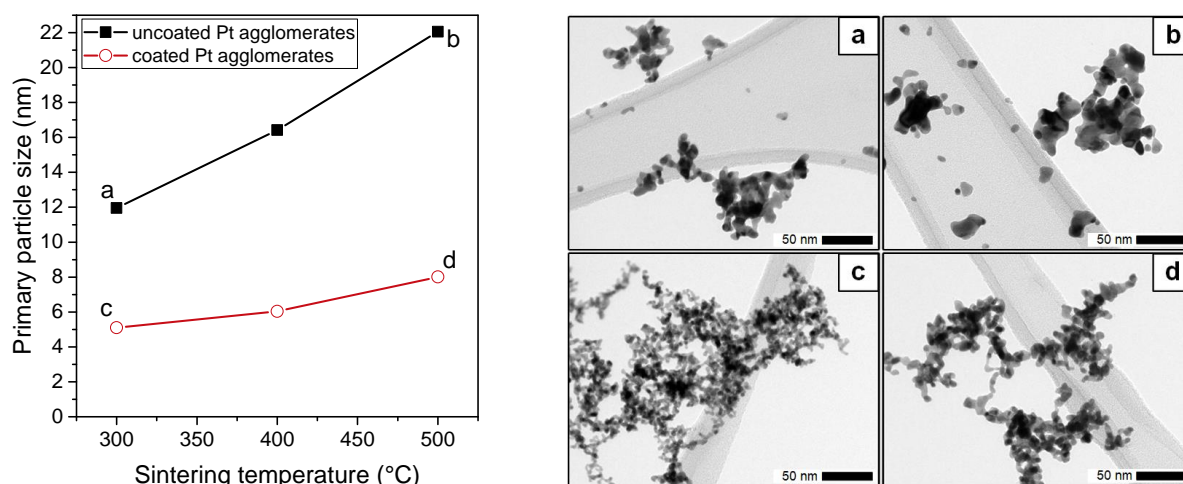 uncoated Pt agglomerates
coated Pt agglomerates
22
20
18
16
14
12
10
8
6
4
2
0
Primary particle size (nm)
a
b
c
d
300
350
400
450
500
Sintering temperature (°C)
a
50 nm
b
50 nm
c
50 nm
d
50 nm